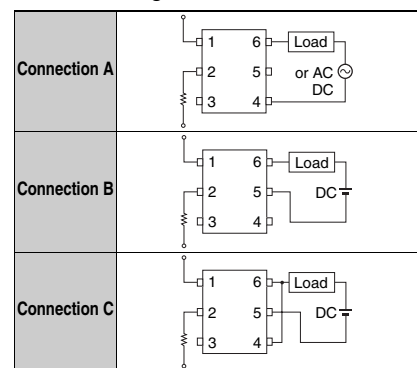 Connection A
1 6 Load
2 5 or AC
DC
3 4
Connection B
1 6 Load
2 5 DC
3 4
Connection C
1 6 Load
2 5 DC
3 4